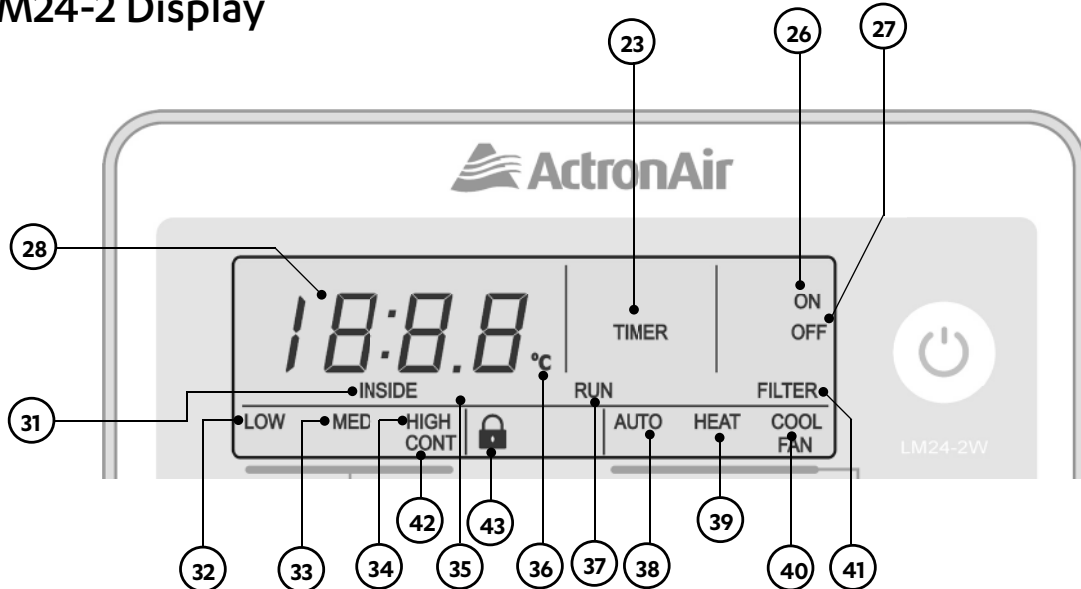 M24-2 Display
23
26
27
ActronAir
28
18:8.8
°C
TIMER
ON
OFF
31
INSIDE
RUN
FILTER
LOW
MED
HIGH
CONT
AUTO
HEAT
COOL
FAN
LM24-2W
42
43
39
32
33
34
35
36
37
38
40
41